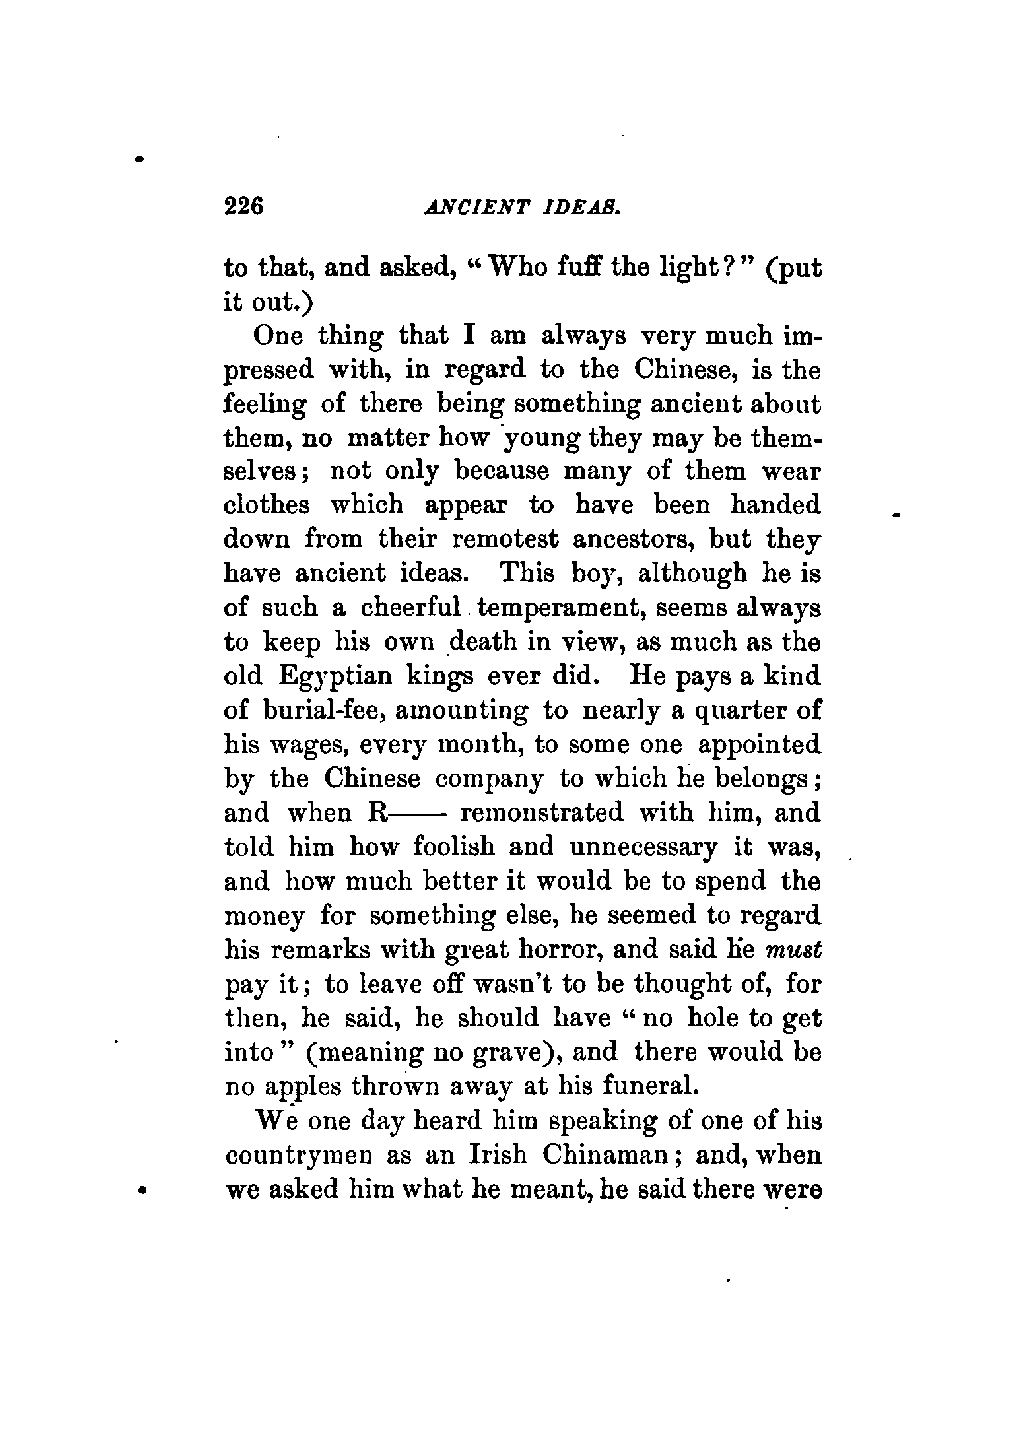 226 ANCIENT IDEAS.
to that, and asked, “Who fuff the light?” (put
it out.)
One thing that I am always very much im-
pressed with, in regard to the Chinese, is the
feeling of there being something ancient about
them, no matter how young they may be them-
selves; not only because many of them wear
clothes which appear to have been handed
down from their remotest ancestors, but they
have ancient ideas. This boy, although he is
of such a cheerful temperament, seems always
to keep his own death in view, as much as the
old Egyptian kings ever did. He pays a kind
of burial-fee, amounting to nearly a quarter of
his wages, every month, to some one appointed
by the Chinese company to which he belongs;
and when R—— remonstrated with him, and
told him how foolish and unnecessary it was,
and how much better it would be to spend the
money for something else, he seemed to regard
his remarks with great horror, and said he must
pay it; to leave off wasn't to be thought of, for
then, he said, he should have “no hole to get
into” (meaning no grave), and there would be
no apples thrown away at his funeral.
We one day heard him speaking of one of his
countrymen as an Irish Chinaman; and, when
we asked him what he meant, he said there were